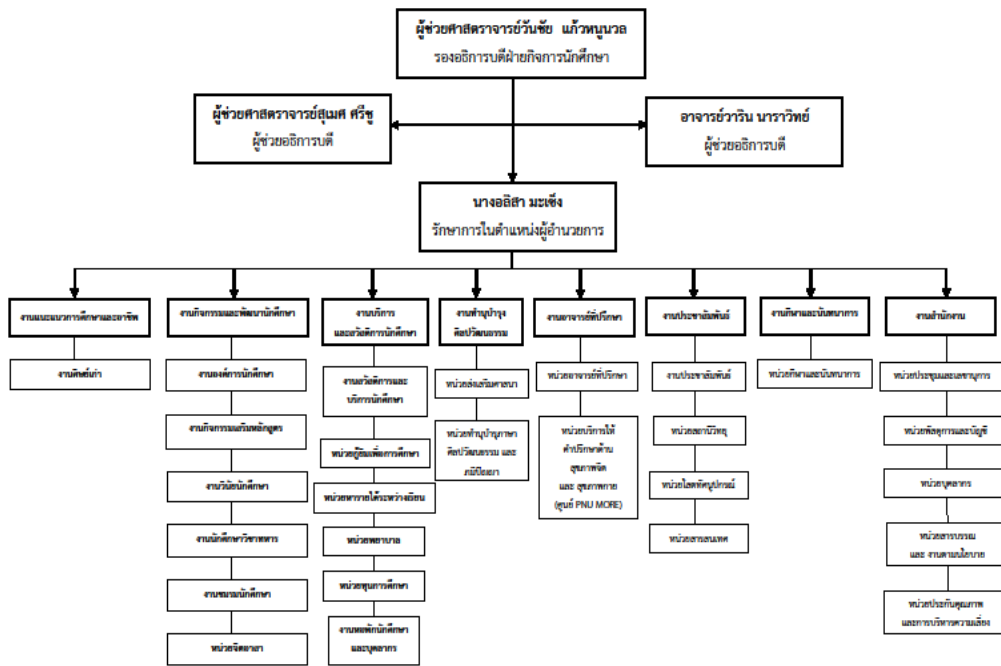 ผู้ช่วยศาสตราจารย์วันชัย แก้วหนูนวล
รองอธิการบดีฝ่ายกิจการนักศึกษา
ผู้ช่วยศาสตราจารย์สุเมศ ศรีชู
ผู้ช่วยอธิการบดี
อาจารย์วาริน นาราวิทย์
ผู้ช่วยอธิการบดี
นางอลิสา มะเซ็ง
รักษาการในตำแหน่งผู้อำนวยการ
งานแนะแนวการศึกษาและอาชีพ
งานศิษย์เก่า
งานกิจกรรมและพัฒนานักศึกษา
งานองค์การนักศึกษา
งานกิจกรรมเสริมหลักสูตร
งานวินัยนักศึกษา
งานนักศึกษาวิชาทหาร
งานชมรมนักศึกษา
หน่วยจิตอาสา
งานบริการ
และสวัสดิการนักศึกษา
งานสวัสดิการและ
บริการนักศึกษา
หน่วยกู้ยืมเพื่อการศึกษา
หน่วยหารายได้ระหว่างเรียน
หน่วยพยาบาล
หน่วยทุนการศึกษา
งานหอพักนักศึกษา
และบุคลากร
งานทำนุบำรุง
ศิลปวัฒนธรรม
หน่วยส่งเสริมศาสนา
หน่วยทำนุบำรุงภาษา
ศิลปวัฒนธรรม และ
ภูมิปัญญา
งานอาจารย์ที่ปรึกษา
หน่วยอาจารย์ที่ปรึกษา
หน่วยบริการให้
คำปรึกษาด้าน
สุขภาพจิต
และ สุขภาพกาย
(ศูนย์ PNU MORE)
งานประชาสัมพันธ์
งานประชาสัมพันธ์
หน่วยสถานีวิทยุ
หน่วยโสตทัศนูปกรณ์
หน่วยสารสนเทศ
งานกีฬาและนันทนาการ
หน่วยกีฬาและนันทนาการ
งานสำนักงาน
หน่วยประชุมและเลขานุการ
หน่วยพัสดุการและบัญชี
หน่วยบุคลากร
หน่วยสารบรรณ
และ งานตามนโยบาย
หน่วยประกันคุณภาพ
และการบริหารความเสี่ยง